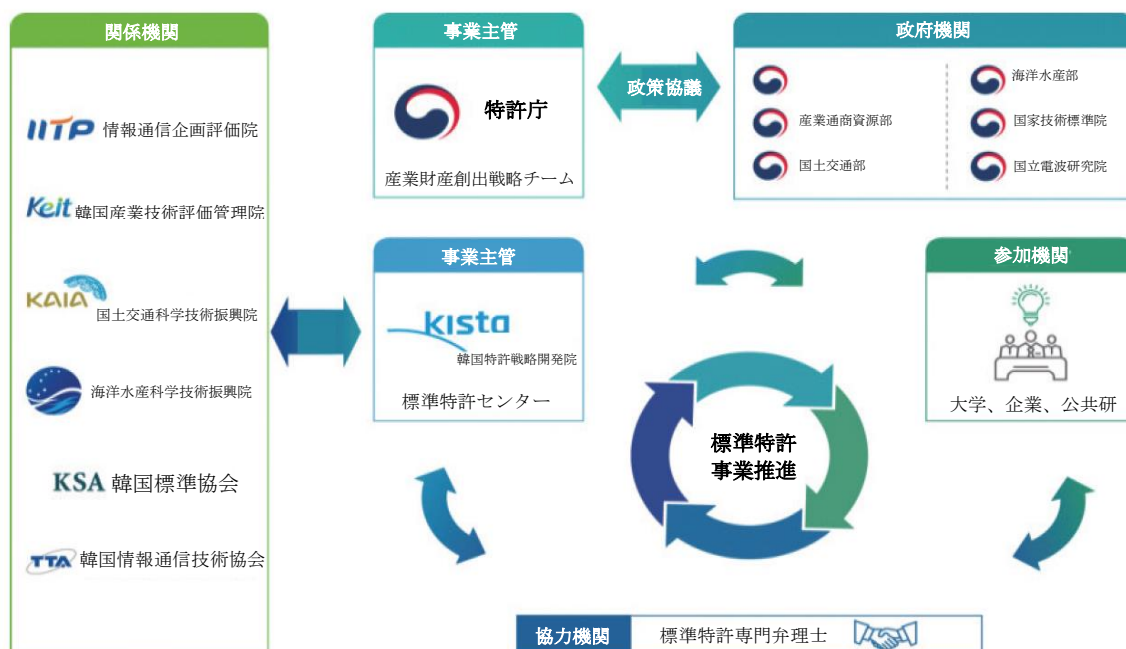 関係機関
IITP 情報通信企画評価院
Keit 韓国産業技術評価管理院
KAIA 国土交通科学技術振興院
海洋水産科学技術振興院
KSA 韓国標準協会
TTA 韓国情報通信技術協会
事業主管
特許庁
産業財産創出戦略チーム
政策協議
政府機関
産業通商資源部
国土交通部
海洋水産部
国家技術標準院
国立電波研究院
事業主管
kista
韓国特許戦略開発院
標準特許センター
参加機関
大学、企業、公共研
標準特許
事業推進
協力機関 標準特許専門弁理士